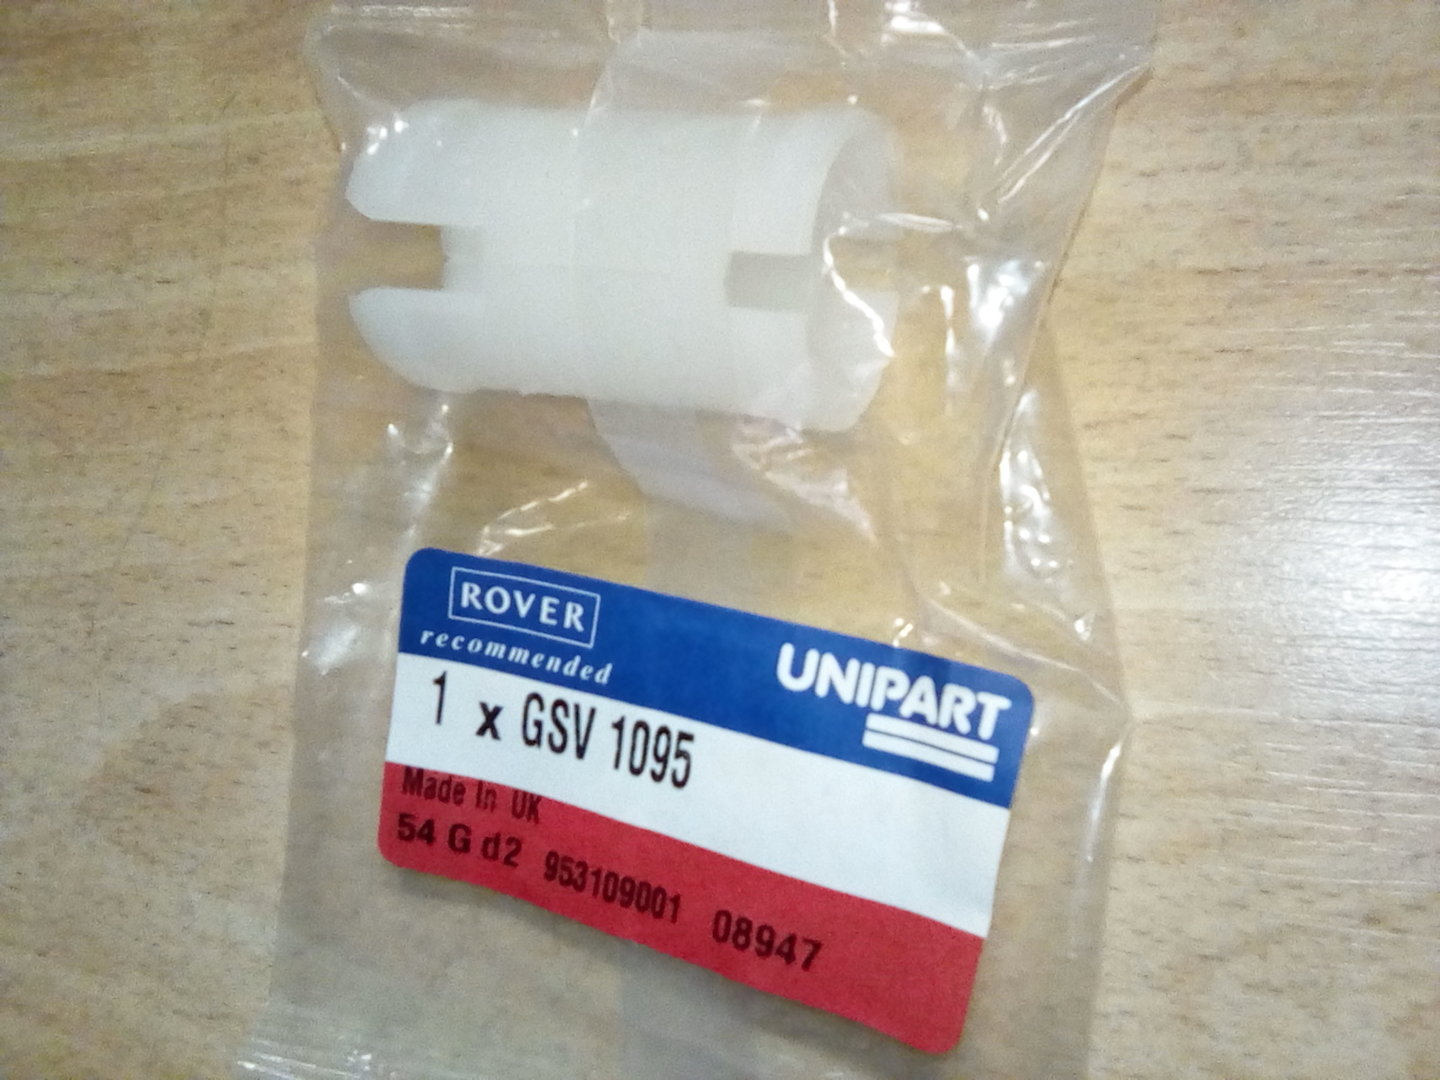 ROVER
recommended
UNIPART
1 x GSV 1095
Made In UK
54 G d2 953109001 08947